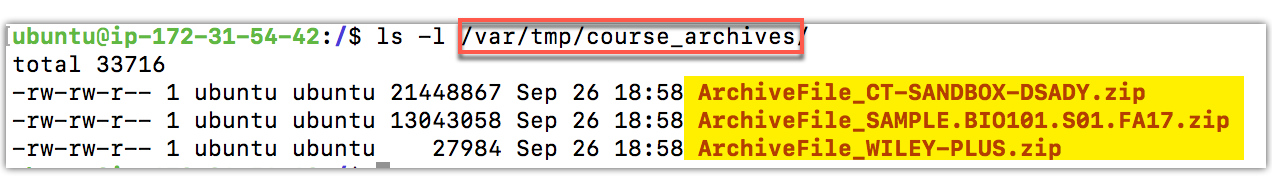 ubuntu@ip-172-31-54-42:/$ ls -l /var/tmp/course_archives/
total 33716
-rw-rw-r-- 1 ubuntu ubuntu 21448867 Sep 26 18:58 ArchiveFile_CT-SANDBOX-DSADY.zip
-rw-rw-r-- 1 ubuntu ubuntu 13043058 Sep 26 18:58 ArchiveFile_SAMPLE.BIO101.S01.FA17.zip
-rw-rw-r-- 1 ubuntu ubuntu    27984 Sep 26 18:58 ArchiveFile_WILEY-PLUS.zip